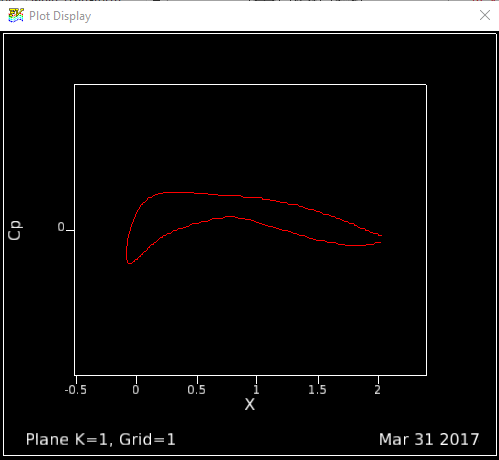 Plot Display
Cp
0
-0.5 0 0.5 1 1.5 2
X
Plane K=1, Grid=1 Mar 31 2017